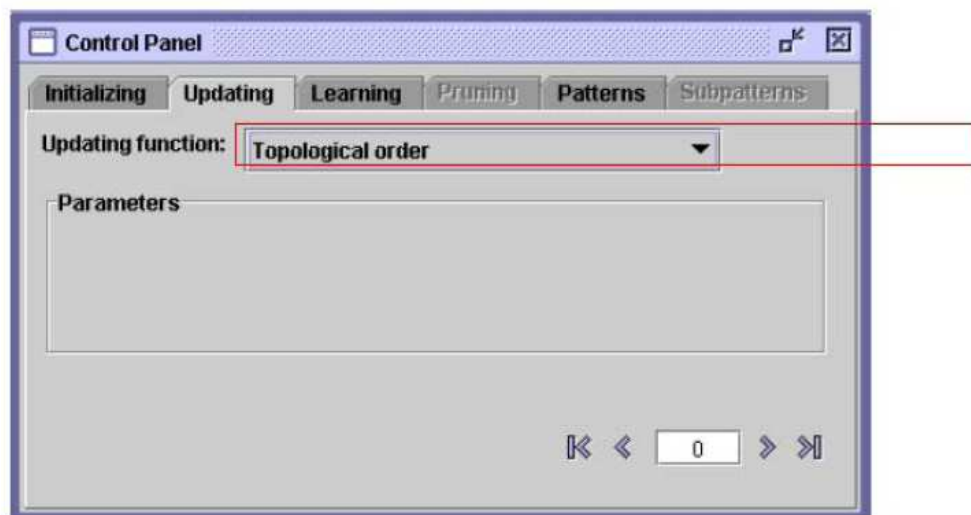 Control Panel
Initializing Updating Learning Pruning Patterns Subpatterns
Updating function: Topological order
Parameters
0